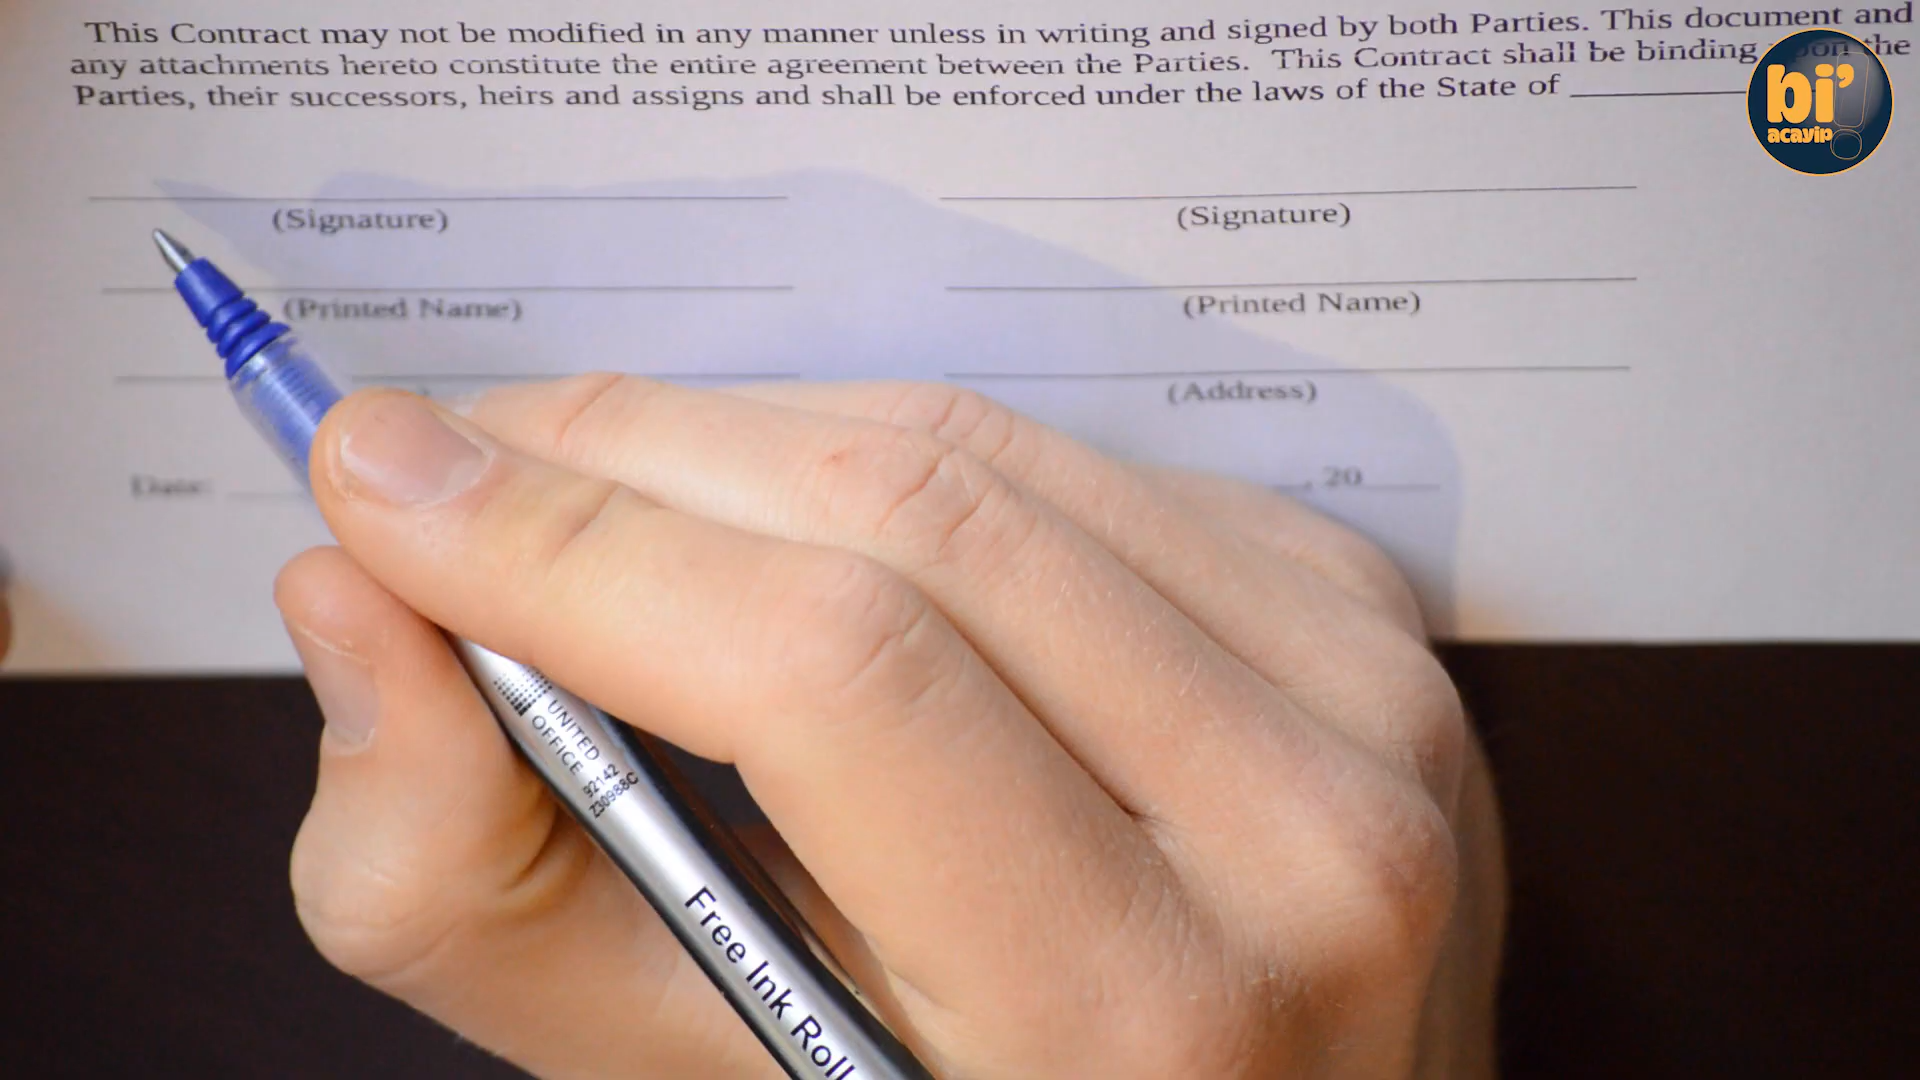 This Contract may not be modified in any manner unless in writing and signed by both Parties. This document and
any attachments hereto constitute the entire agreement between the Parties. This Contract shall be binding the
Parties, their successors, heirs and assigns and shall be enforced under the laws of the State of
bi'!
acayip
(Signature) (Signature)
(Printed Name) (Printed Name)
(Address)
Date: , 20
UNITED
OFFICE
92142
Z30988C
Free Ink Roll